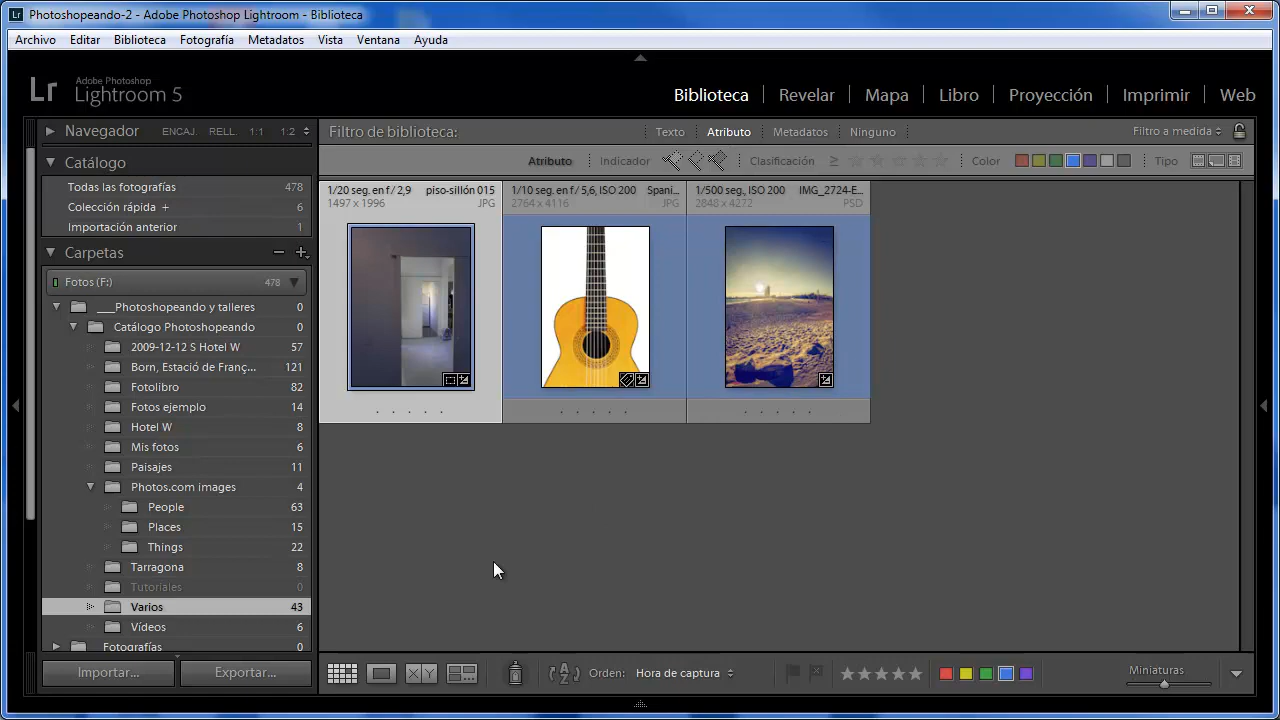 Photoshopeando-2 - Adobe Photoshop Lightroom - Biblioteca
Archivo Editar Biblioteca Fotografía Metadatos Vista Ventana Ayuda
Lr Adobe Photoshop
Lightroom 5
Biblioteca Revelar Mapa Libro Proyección Imprimir Web
Navegador ENCAJ. RELL. 1:1 1:2
Filtro de biblioteca: Texto Atributo Metadatos Ninguno Filtro a medida
Catálogo
Atributo Indicador Clasificación ≥ Color Tipo
Todas las fotografías 478
Colección rápida + 6
Importación anterior 1
1/20 seg. en f / 2,9 piso-sillón 015
1497 x 1996 JPG
1/10 seg. en f / 5,6, ISO 200 Spani...
2764 x 4116 JPG
1/500 seg., ISO 200 IMG_2724-E...
2848 x 4272 PSD
Carpetas
Fotos (F:) 478
___Photoshopeando y talleres 0
Catálogo Photoshopeando 0
2009-12-12 S Hotel W 57
Born, Estació de Franç... 121
Fotolibro 82
Fotos ejemplo 14
Hotel W 8
Mis fotos 6
Paisajes 11
Photos.com images 4
People 63
Places 15
Things 22
Tarragona 8
Tutoriales 0
Varios 43
Vídeos 6
Fotografías 0
Importar... Exportar...
XY
AZ Orden: Hora de captura
Miniaturas